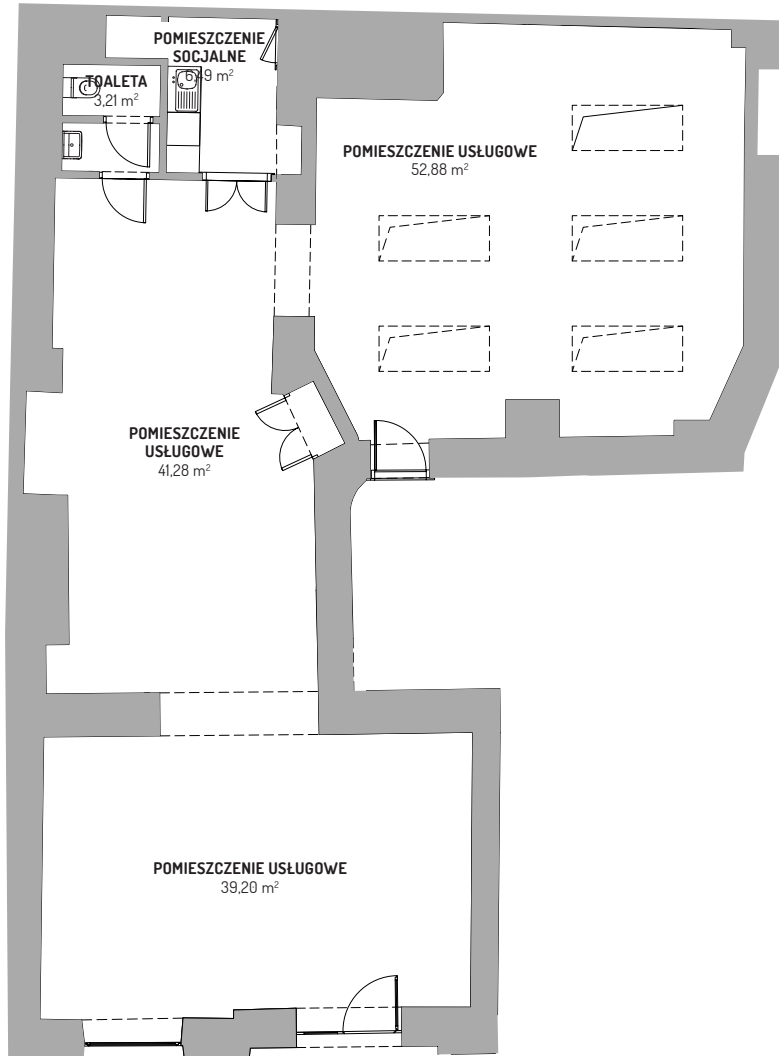 POMIESZCZENIE
SOCJALNE
6,49 m²
TOALETA
3,21 m²
POMIESZCZENIE USŁUGOWE
52,88 m²
POMIESZCZENIE
USŁUGOWE
41,28 m²
POMIESZCZENIE USŁUGOWE
39,20 m²